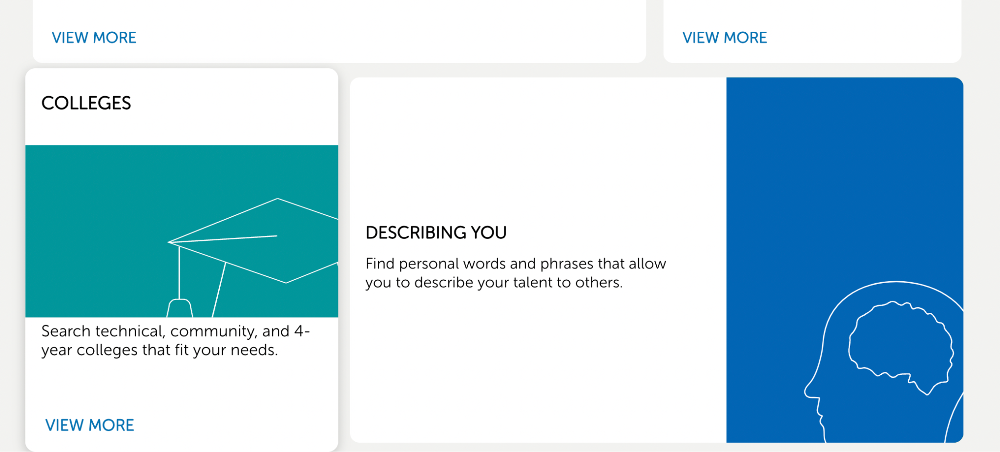 VIEW MORE
VIEW MORE
COLLEGES
Search technical, community, and 4-
year colleges that fit your needs.
VIEW MORE
DESCRIBING YOU
Find personal words and phrases that allow
you to describe your talent to others.